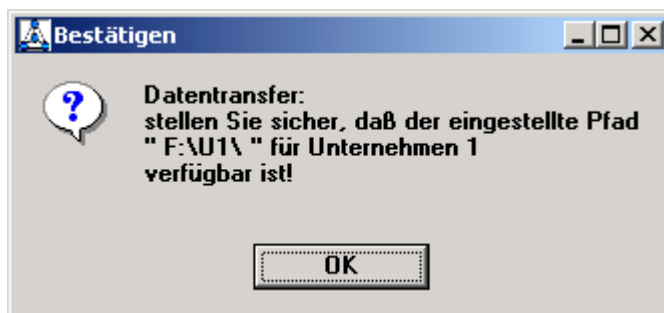 Bestätigen
Datentransfer:
stellen Sie sicher, daß der eingestellte Pfad
" F:\U1\ " für Unternehmen 1
verfügbar ist!
OK